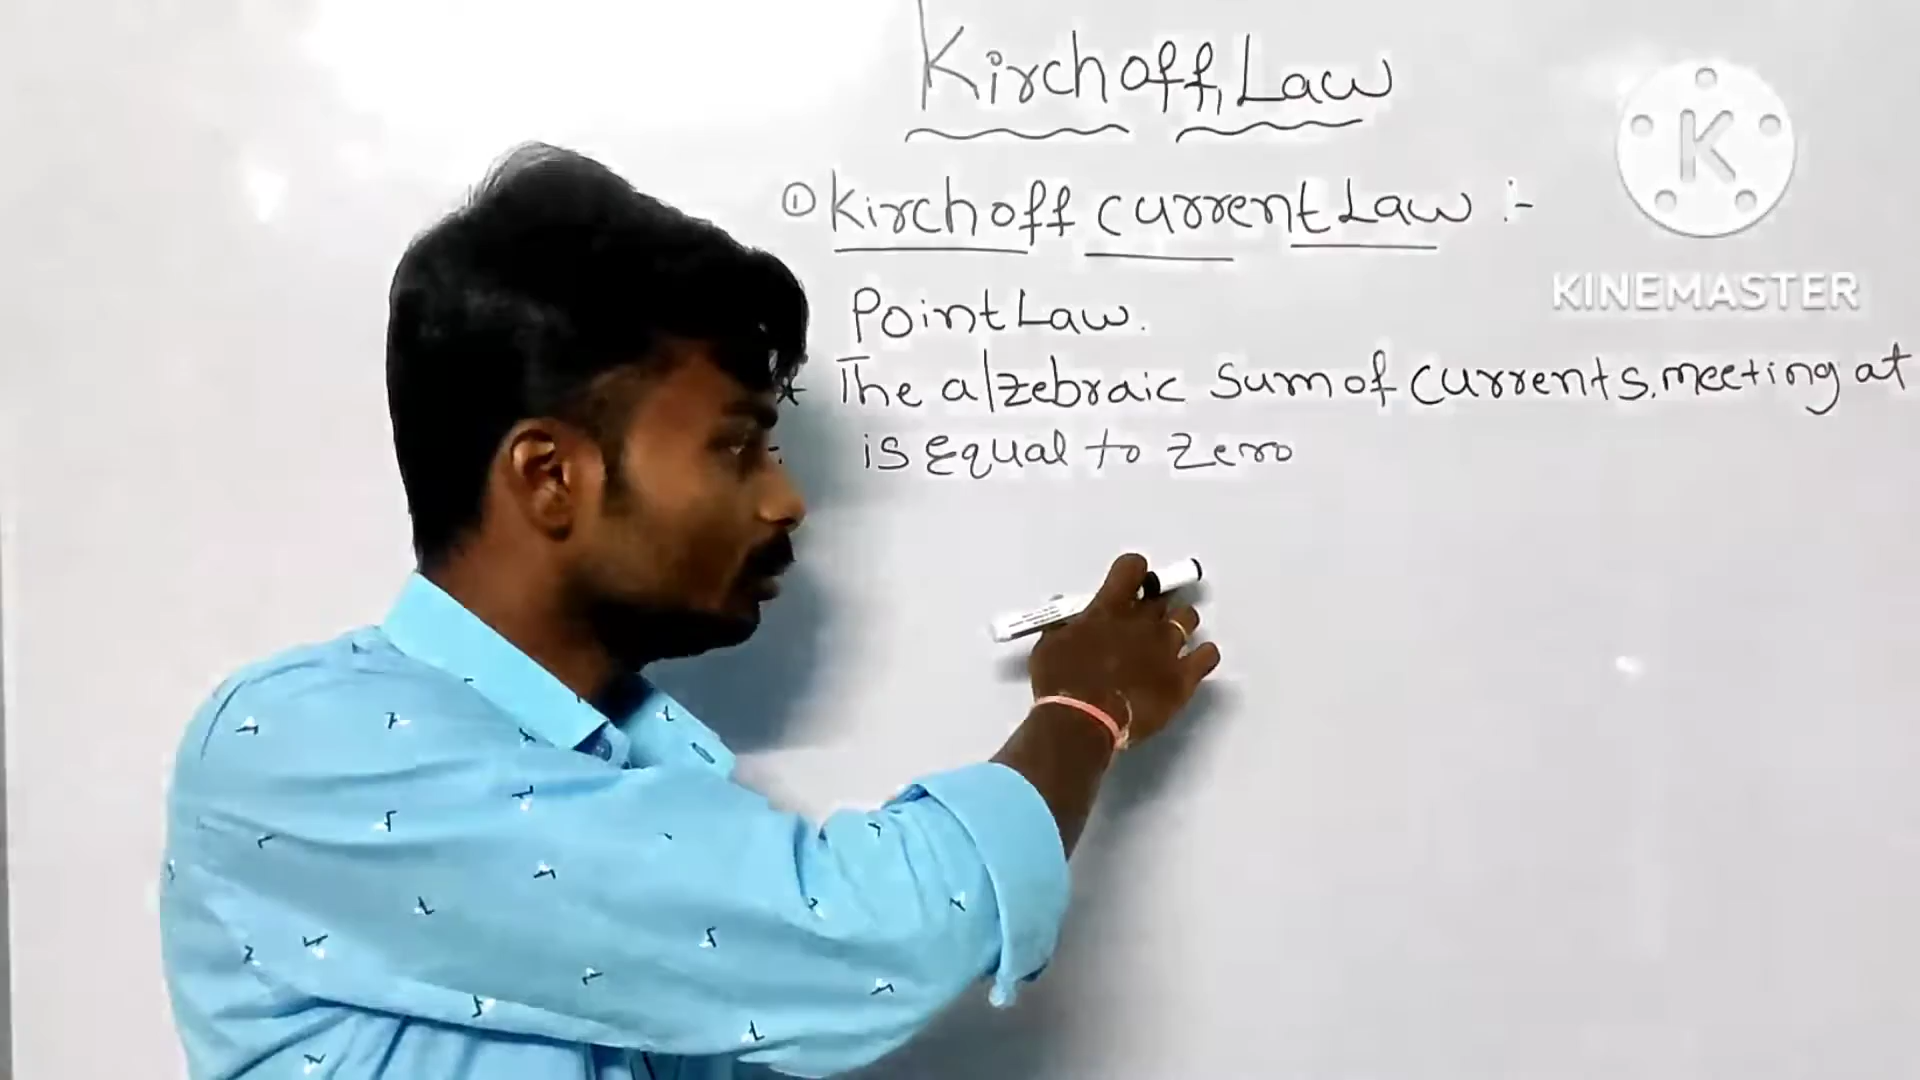 Kirchoff, Law
① Kirchoff current Law :-
Point Law.
* The alzebraic sum of currents. meeting at
is equal to zero
K
KINEMASTER